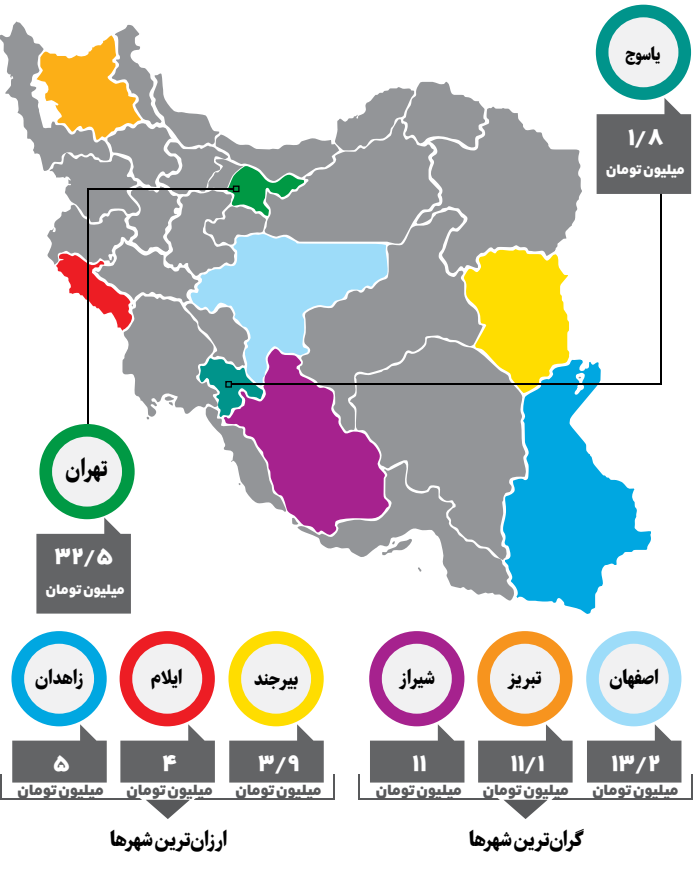 یاسوج
۱/۸
میلیون تومان
تهران
۳۲/۵
میلیون تومان
اصفهان
۱۳/۲
میلیون تومان
تبریز
۱۱/۱
میلیون تومان
شیراز
۱۱
میلیون تومان
گران‌ترین شهرها
بیرجند
۳/۹
میلیون تومان
ایلام
۴
میلیون تومان
زاهدان
۵
میلیون تومان
ارزان‌ترین شهرها